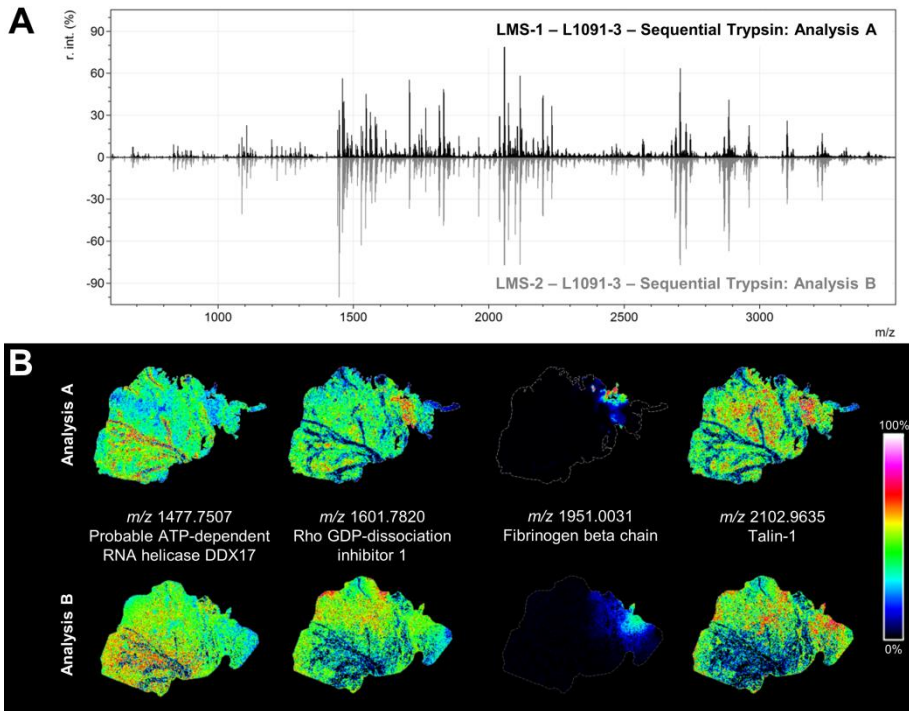 A
r. int. (%)
LMS-1 – L1091-3 – Sequential Trypsin: Analysis A
90
60
30
0
-30
-60
-90
LMS-2 – L1091-3 – Sequential Trypsin: Analysis B
1000
1500
2000
2500
3000
m/z
B
Analysis A
100%
m/z 1477.7507
Probable ATP-dependent
RNA helicase DDX17
m/z 1601.7820
Rho GDP-dissociation
inhibitor 1
m/z 1951.0031
Fibrinogen beta chain
m/z 2102.9635
Talin-1
Analysis B
0%